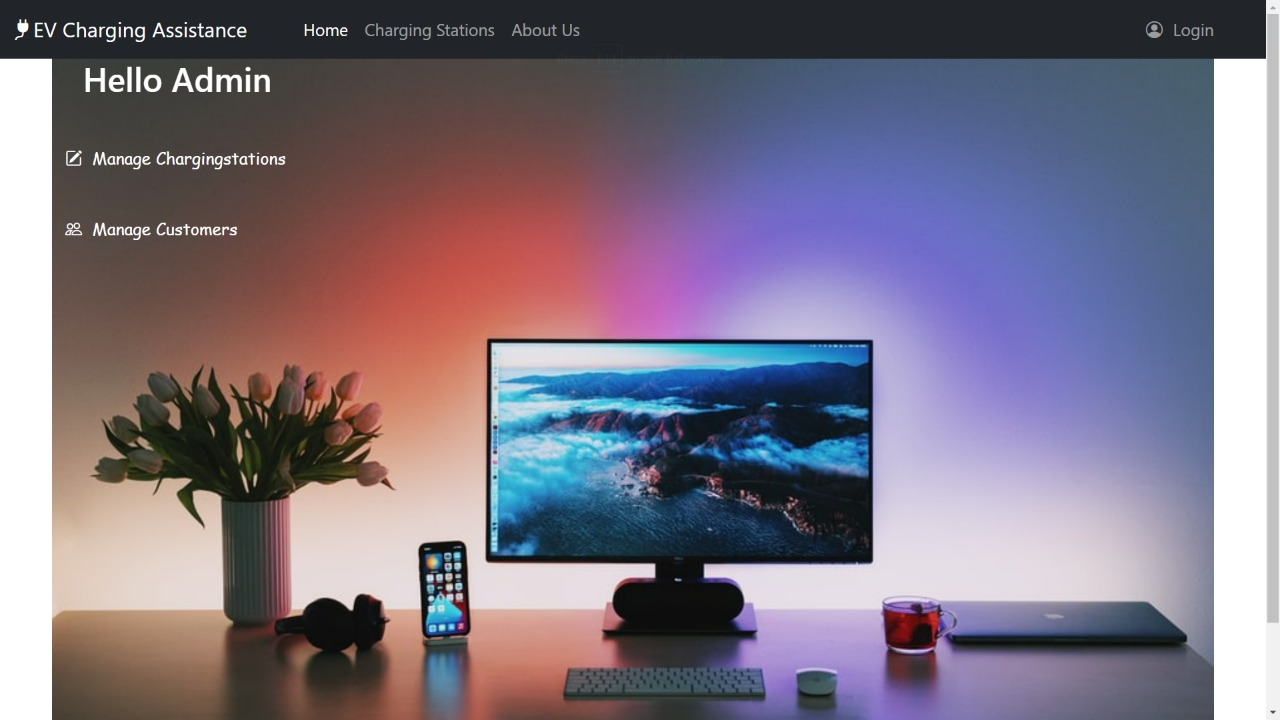 EV Charging Assistance Home Charging Stations About Us Login
Hello Admin
Manage Chargingstations
Manage Customers